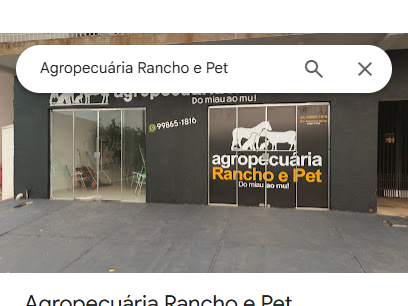 Agropecuária Rancho e Pet
agropecuária
Do miau ao mu!
99865-1816
agropecuária
Rancho e Pet
Do miau ao mu!
Agropecuária Rancho e Pet